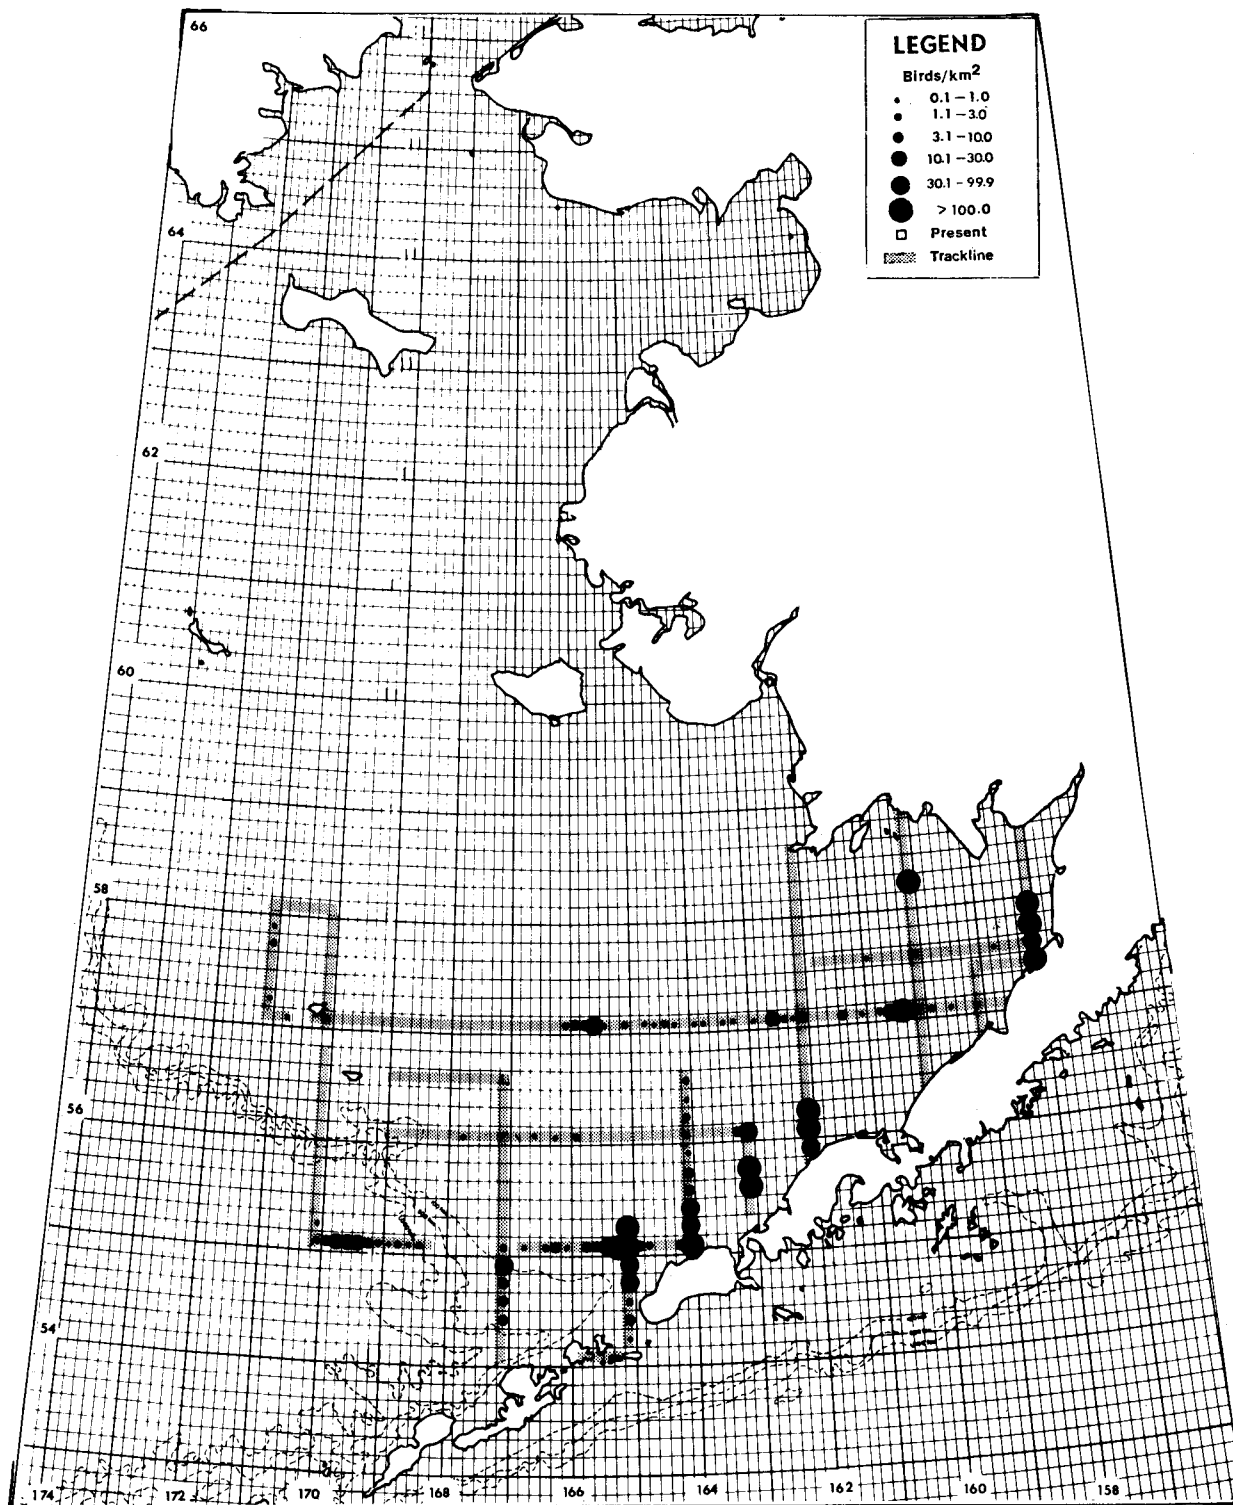 66
LEGEND
Birds/km²
0.1 – 1.0
1.1 – 3.0
3.1 – 10.0
10.1 – 30.0
30.1 – 99.9
> 100.0
Present
Trackline
64
62
60
58
56
54
174 172 170 168 166 164 162 160 158